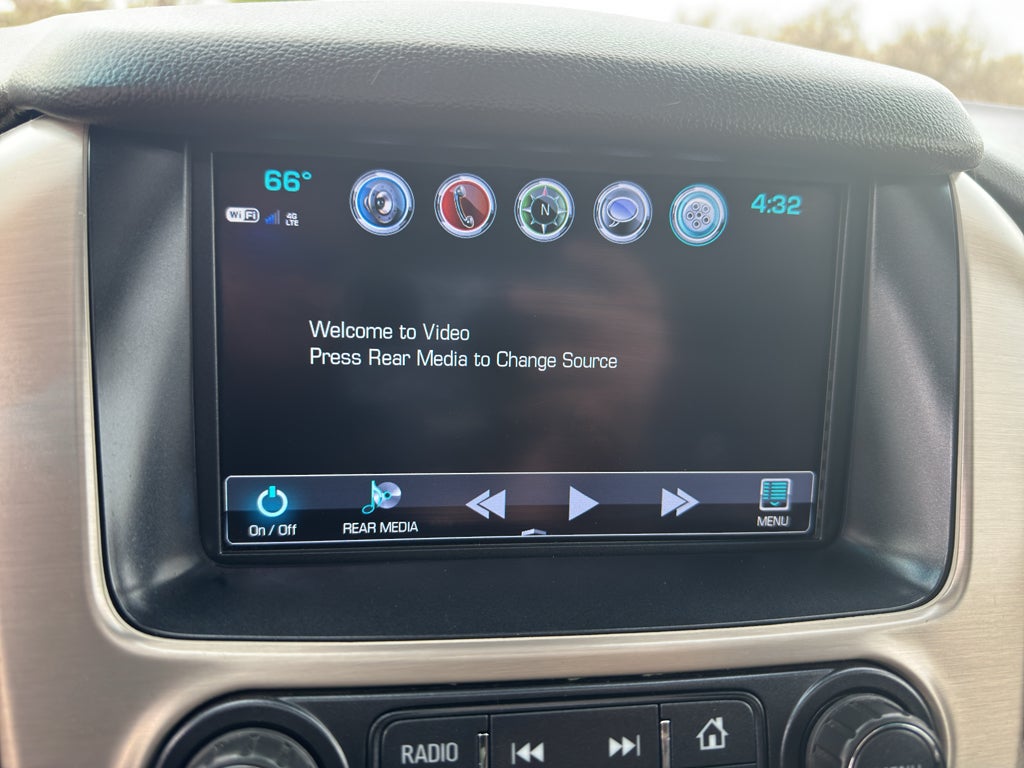 66°
4:32
WiFi
4G
LTE
N
Welcome to Video
Press Rear Media to Change Source
On / Off
REAR MEDIA
MENU
RADIO
MENU